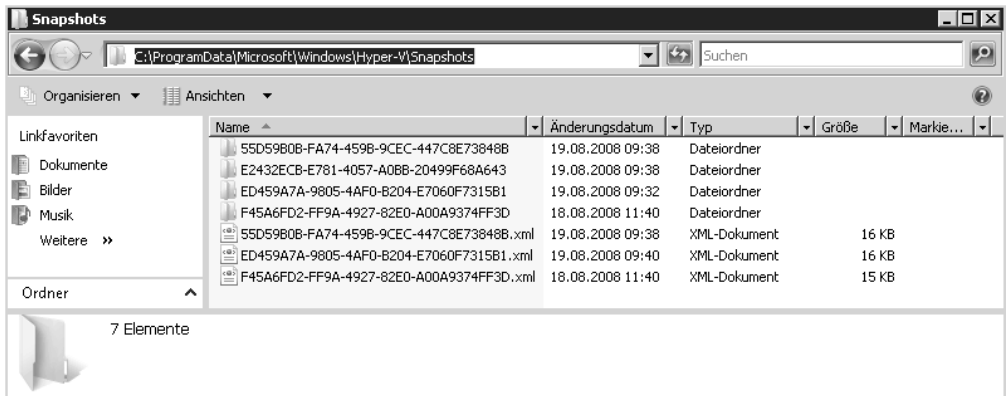 Snapshots
C:\ProgramData\Microsoft\Windows\Hyper-V\Snapshots Suchen
Organisieren Ansichten
Linkfavoriten
Dokumente
Bilder
Musik
Weitere »
Ordner
Name Änderungsdatum Typ Größe Markie...
55D59B0B-FA74-459B-9CEC-447C8E73848B 19.08.2008 09:38 Dateiordner
E2432ECB-E781-4057-A0BB-20499F68A643 19.08.2008 09:38 Dateiordner
ED459A7A-9805-4AF0-B204-E7060F7315B1 19.08.2008 09:32 Dateiordner
F45A6FD2-FF9A-4927-82E0-A00A9374FF3D 18.08.2008 11:40 Dateiordner
55D59B0B-FA74-459B-9CEC-447C8E73848B.xml 19.08.2008 09:38 XML-Dokument 16 KB
ED459A7A-9805-4AF0-B204-E7060F7315B1.xml 19.08.2008 09:40 XML-Dokument 16 KB
F45A6FD2-FF9A-4927-82E0-A00A9374FF3D.xml 18.08.2008 11:40 XML-Dokument 15 KB
7 Elemente